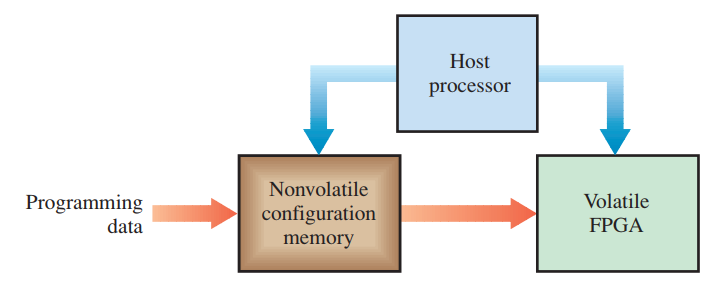 Host
processor
Programming
data
Nonvolatile
configuration
memory
Volatile
FPGA